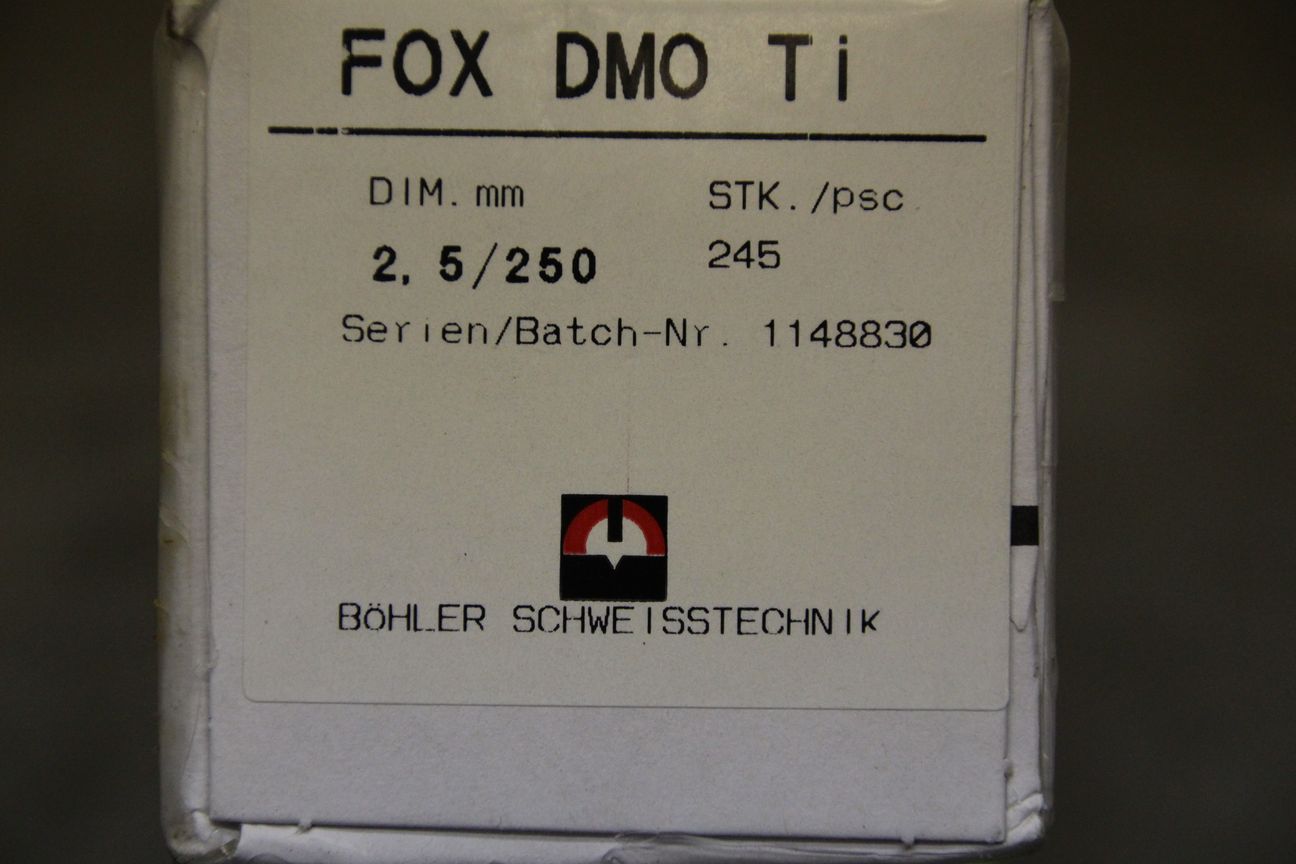 FOX DMO Ti
DIM. mm STK./psc
2,5/250 245
Serien/Batch-Nr. 1148830
BöHLER SCHWEISSTECHNIK